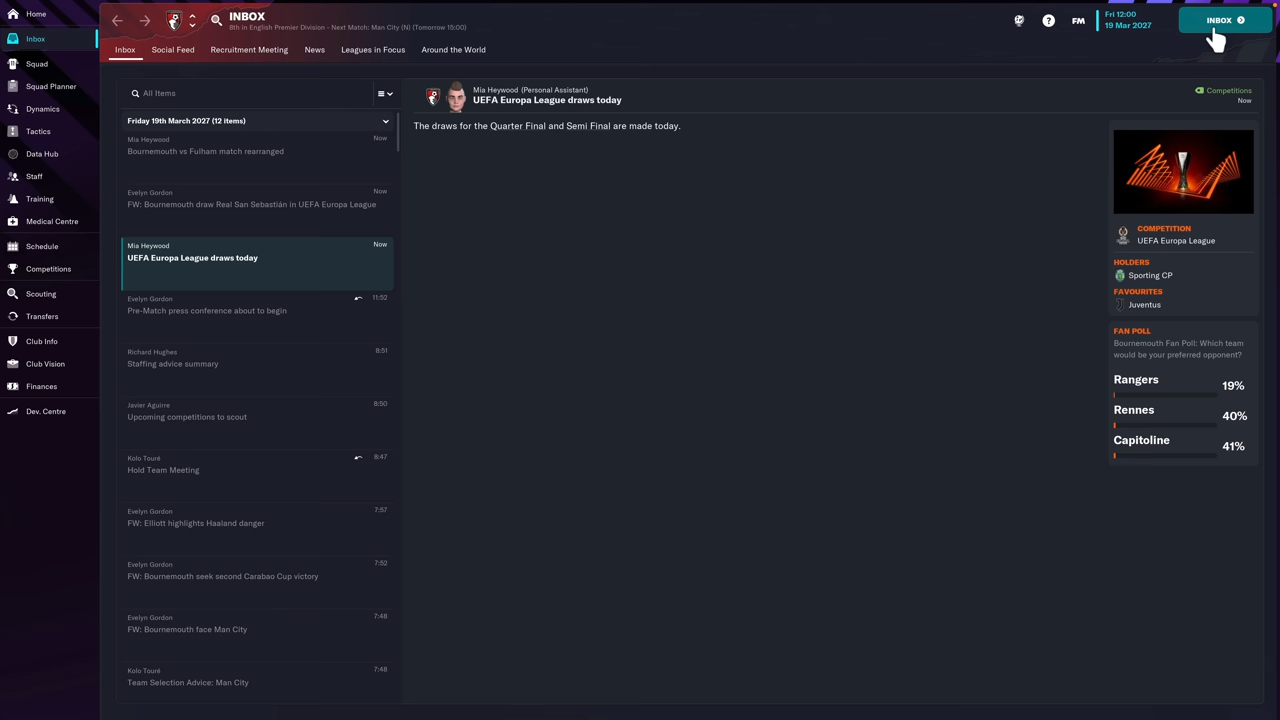 Home
Inbox
Squad
Squad Planner
Dynamics
Tactics
Data Hub
Staff
Training
Medical Centre
Schedule
Competitions
Scouting
Transfers
Club Info
Club Vision
Finances
Dev. Centre
INBOX
8th in English Premier Division - Next Match: Man City (N) (Tomorrow 15:00)
?
FM
Fri 12:00
19 Mar 2027
INBOX
Inbox
Social Feed
Recruitment Meeting
News
Leagues in Focus
Around the World
All Items
Friday 19th March 2027 (12 items)
Mia Heywood
Now
Bournemouth vs Fulham match rearranged
Evelyn Gordon
Now
FW: Bournemouth draw Real San Sebastián in UEFA Europa League
Mia Heywood
Now
UEFA Europa League draws today
Evelyn Gordon
11:52
Pre-Match press conference about to begin
Richard Hughes
8:51
Staffing advice summary
Javier Aguirre
8:50
Upcoming competitions to scout
Kolo Touré
8:47
Hold Team Meeting
Evelyn Gordon
7:57
FW: Elliott highlights Haaland danger
Evelyn Gordon
7:52
FW: Bournemouth seek second Carabao Cup victory
Evelyn Gordon
7:48
FW: Bournemouth face Man City
Kolo Touré
7:48
Team Selection Advice: Man City
Mia Heywood (Personal Assistant)
UEFA Europa League draws today
Competitions
Now
The draws for the Quarter Final and Semi Final are made today.
COMPETITION
UEFA Europa League
HOLDERS
Sporting CP
FAVOURITES
Juventus
FAN POLL
Bournemouth Fan Poll: Which team
would be your preferred opponent?
Rangers
19%
Rennes
40%
Capitoline
41%